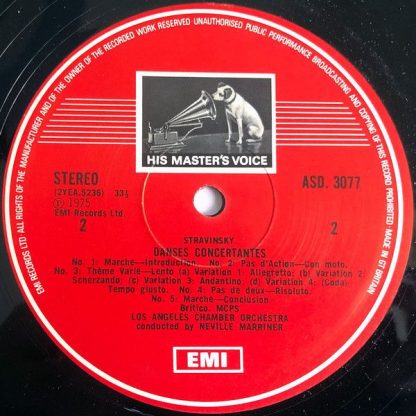 EMI RECORDS LTD ALL RIGHTS OF THE MANUFACTURER AND OF THE OWNER OF THE RECORDED WORK RESERVED UNAUTHORISED PUBLIC PERFORMANCE BROADCASTING AND COPYING OF THIS RECORD PROHIBITED MADE IN GT BRITAIN
HIS MASTER'S VOICE
STEREO
(2YEA.5236) 33⅓
Ⓟ 1975
EMI Records Ltd.
2
ASD. 3077
2
STRAVINSKY
DANSES CONCERTANTES
No. 1: Marche—Introduction No. 2: Pas d'Action—Con moto.
No. 3: Thème Varié—Lento (a) Variation 1: Allegretto; (b) Variation 2:
Scherzando; (c) Variation 3: Andantino; (d) Variation 4: (Coda)
Tempo giusto. No. 4: Pas de deux—Risoluto.
No. 5: Marche—Conclusion
Britico. MCPS
LOS ANGELES CHAMBER ORCHESTRA
conducted by NEVILLE MARRINER
EMI